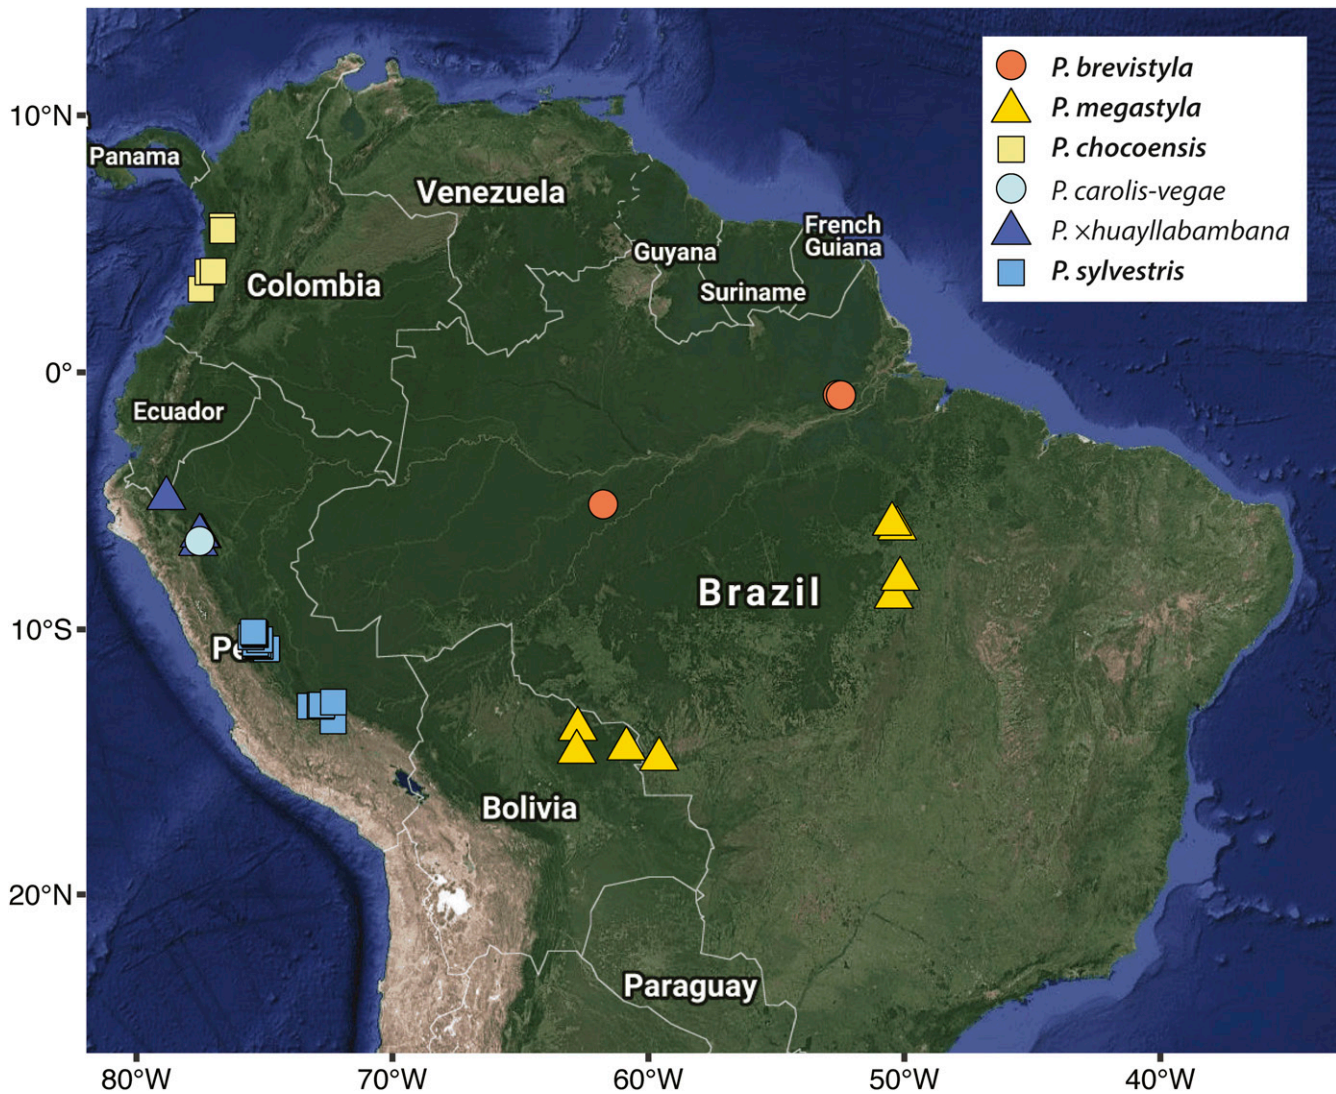 P. brevistyla
P. megastyla
P. chocoensis
P. carolis-vegae
P. ×huayllabambana
P. sylvestris
10°N
0°
10°S
20°N
Panama
Venezuela
Guyana
French
Guiana
Suriname
Colombia
Ecuador
Brazil
Pe
Bolivia
Paraguay
80°W
70°W
60°W
50°W
40°W